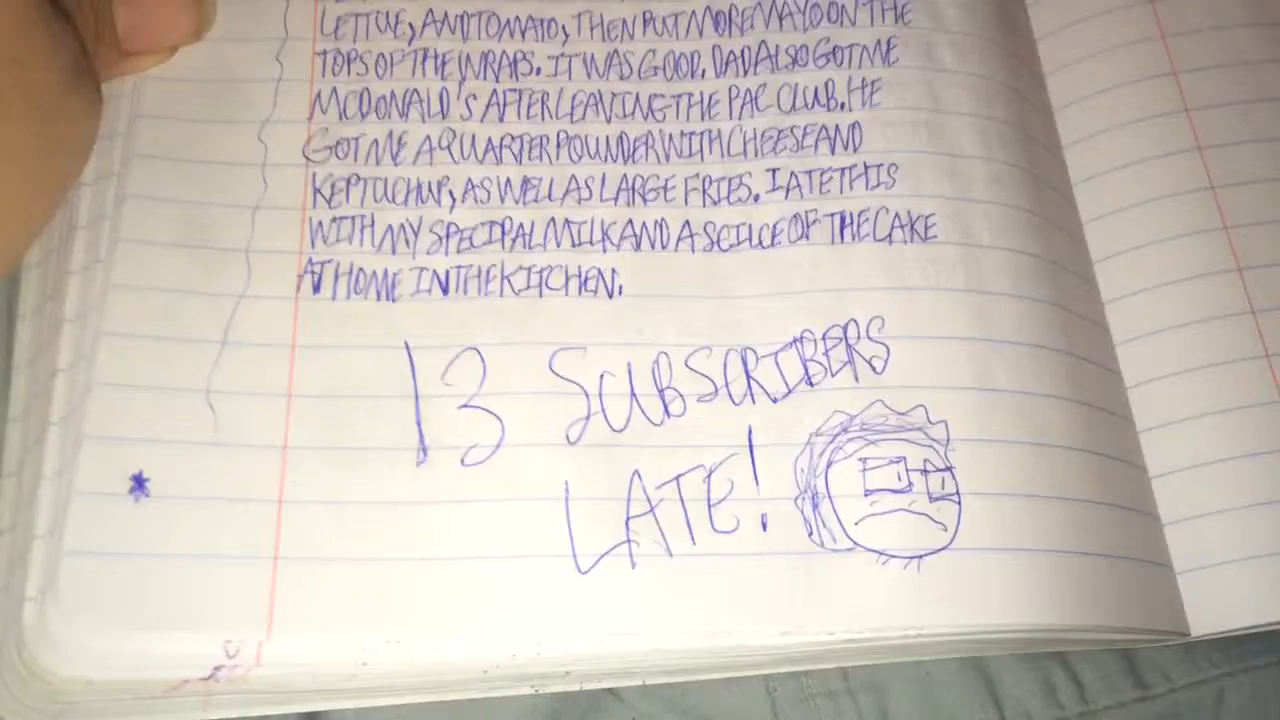 LETTUE, AND TOMATO, THEN PUT MORE MAYO ON THE
TOPS OF THE WRAPS. IT WAS GOOD. DAD ALSO GOT ME
MCDONALD'S AFTER LEAVING THE PAC CLUB. HE
GOT ME A QUARTER POUNDER WITH CHEESE AND
KEPTUCHUP, AS WELL AS LARGE FRIES. I ATE THIS
WITH MY SPECIPAL MILK AND A SCILCE OF THE CAKE
AT HOME IN THE KITCHEN.
13 SUBSCRIBERS
LATE!